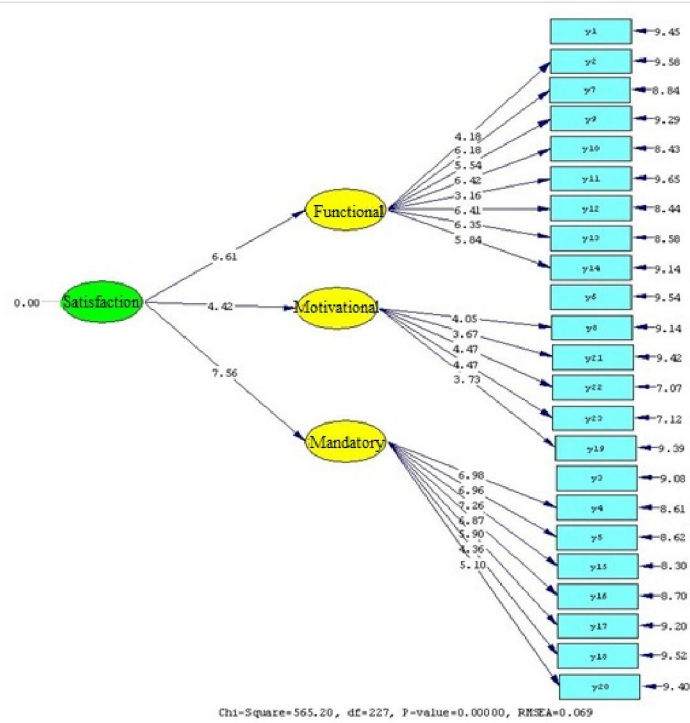 y1 9.45
y2 9.58
y7 8.84
y9 9.29
4.18
y10 8.43
6.18
5.54
y11 9.65
6.42
3.16
Functional y12 8.44
6.41
6.35
y13 8.58
5.84
6.61
y14 9.14
y6 9.54
0.00 Satisfaction 4.42 Motivational
4.05
y8 9.14
3.67
4.47
y21 9.42
4.47
7.56
3.73
y22 7.07
y23 7.12
Mandatory y19 9.39
6.98
y3 9.08
6.96
7.26
y4 8.61
6.87
5.90
y5 8.62
4.36
5.10
y15 8.30
y16 8.70
y17 9.20
y18 9.52
y20 9.40
Chi-Square=565.20, df=227, P-value=0.00000, RMSEA=0.069